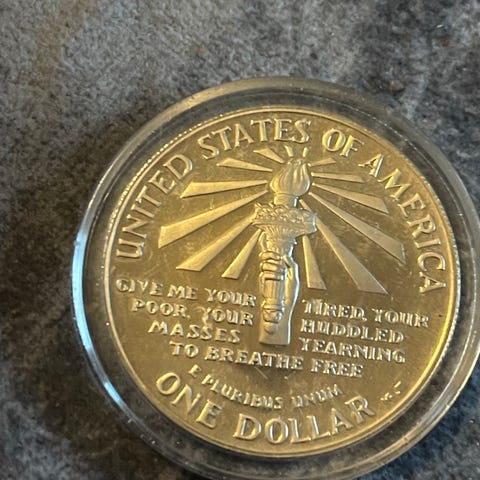 UNITED STATES OF AMERICA
GIVE ME YOUR TIRED, YOUR
POOR, YOUR HUDDLED
MASSES YEARNING
TO BREATHE FREE
E PLURIBUS UNUM
ONE DOLLAR